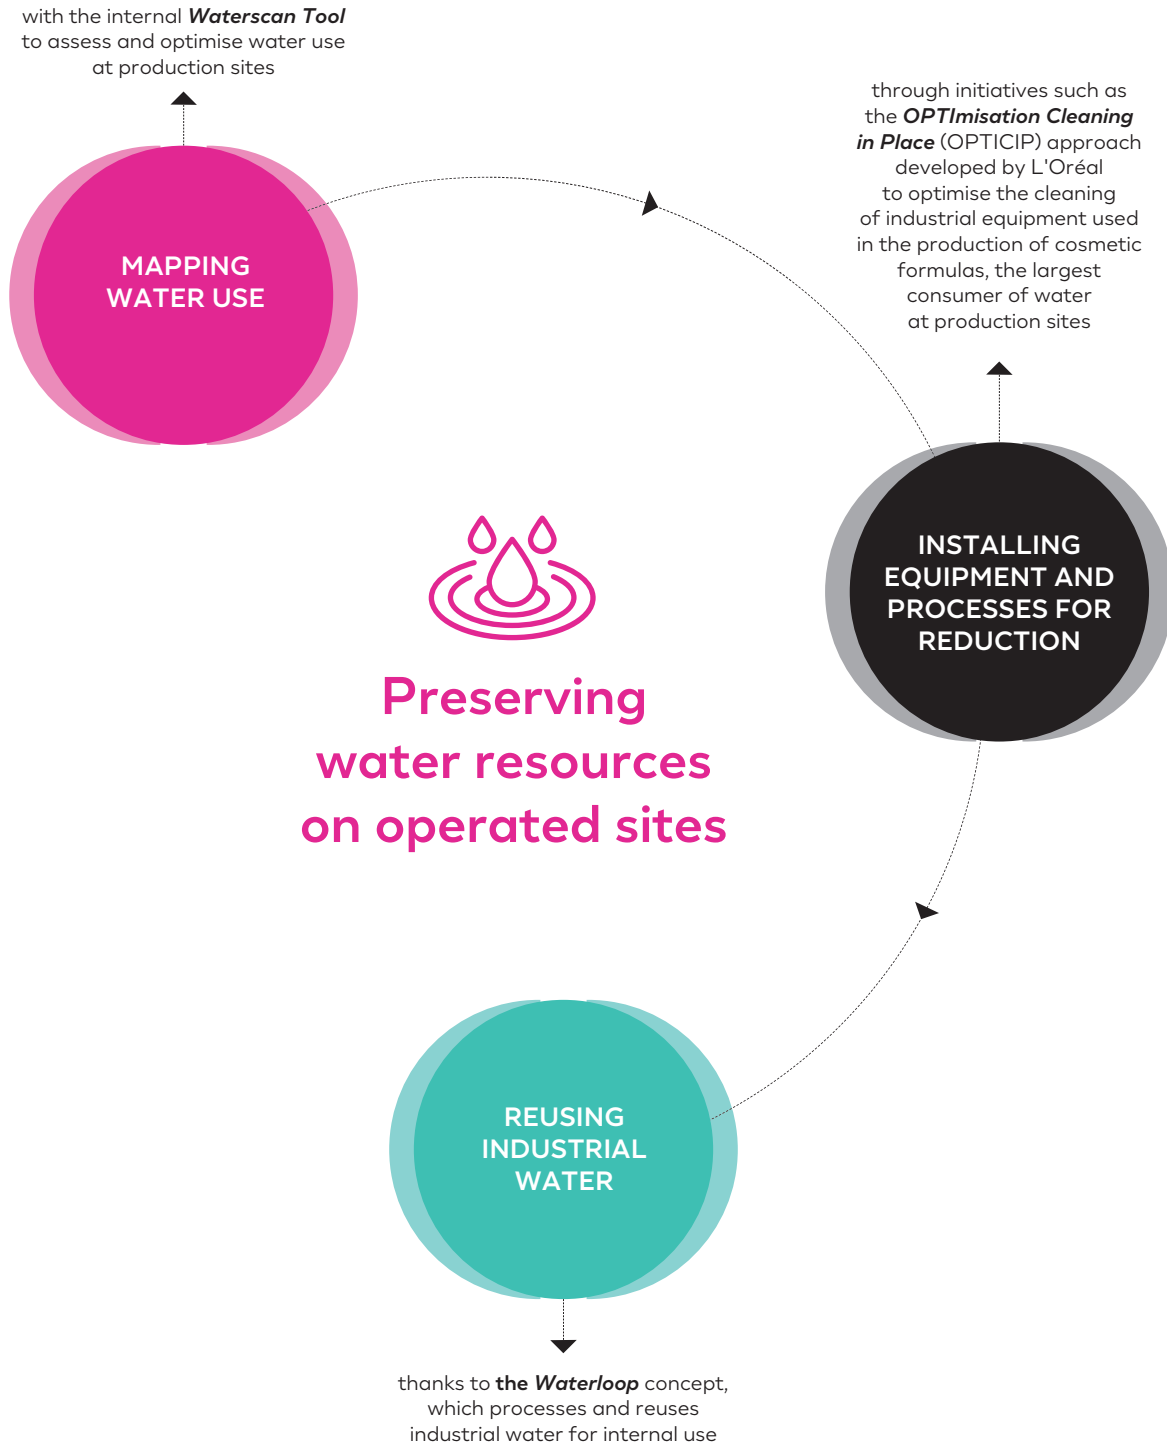 with the internal Waterscan Tool
to assess and optimise water use
at production sites
MAPPING
WATER USE
through initiatives such as
the OPTImisation Cleaning
in Place (OPTICIP) approach
developed by L'Oréal
to optimise the cleaning
of industrial equipment used
in the production of cosmetic
formulas, the largest
consumer of water
at production sites
INSTALLING
EQUIPMENT AND
PROCESSES FOR
REDUCTION
Preserving
water resources
on operated sites
REUSING
INDUSTRIAL
WATER
thanks to the Waterloop concept,
which processes and reuses
industrial water for internal use